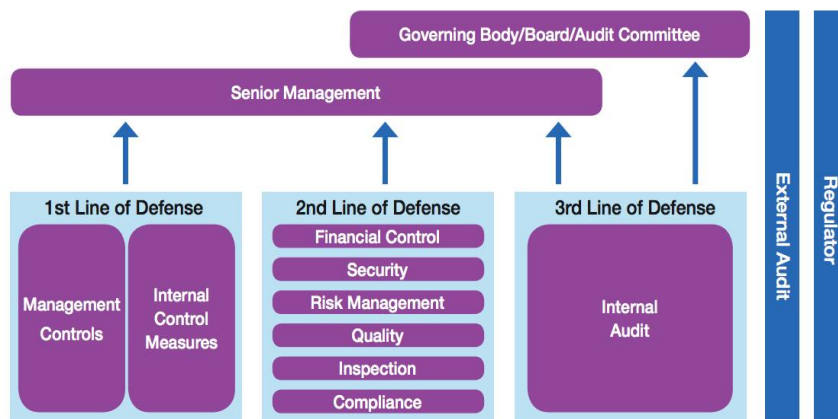 Governing Body/Board/Audit Committee
Senior Management
1st Line of Defense
Management
Controls
Internal
Control
Measures
2nd Line of Defense
Financial Control
Security
Risk Management
Quality
Inspection
Compliance
3rd Line of Defense
Internal
Audit
External Audit
Regulator